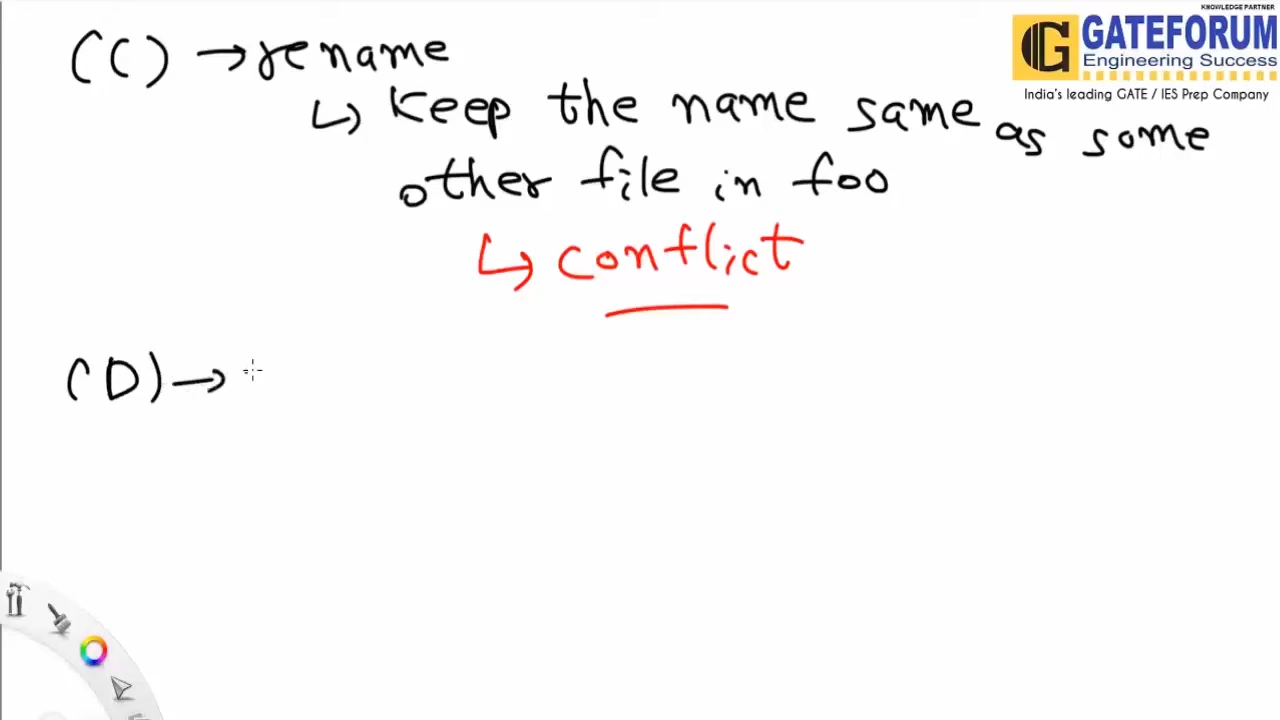 KNOWLEDGE PARTNER
GATEFORUM
Engineering Success
India's leading GATE / IES Prep Company
(C) → rename
↳ Keep the name same as some
other file in foo
↳ conflict
(D) →